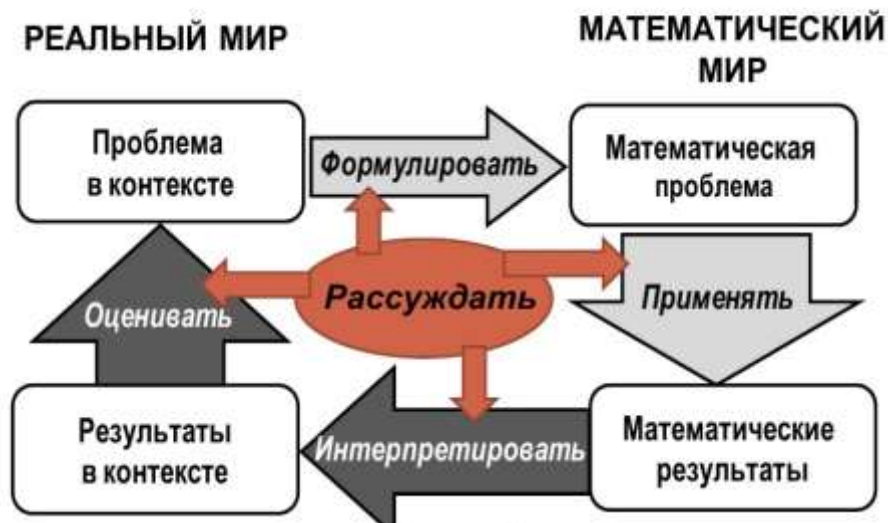 РЕАЛЬНЫЙ МИР
МАТЕМАТИЧЕСКИЙ
МИР
Проблема
в контексте
Формулировать
Математическая
проблема
Рассуждать
Оценивать
Применять
Результаты
в контексте
Интерпретировать
Математические
результаты